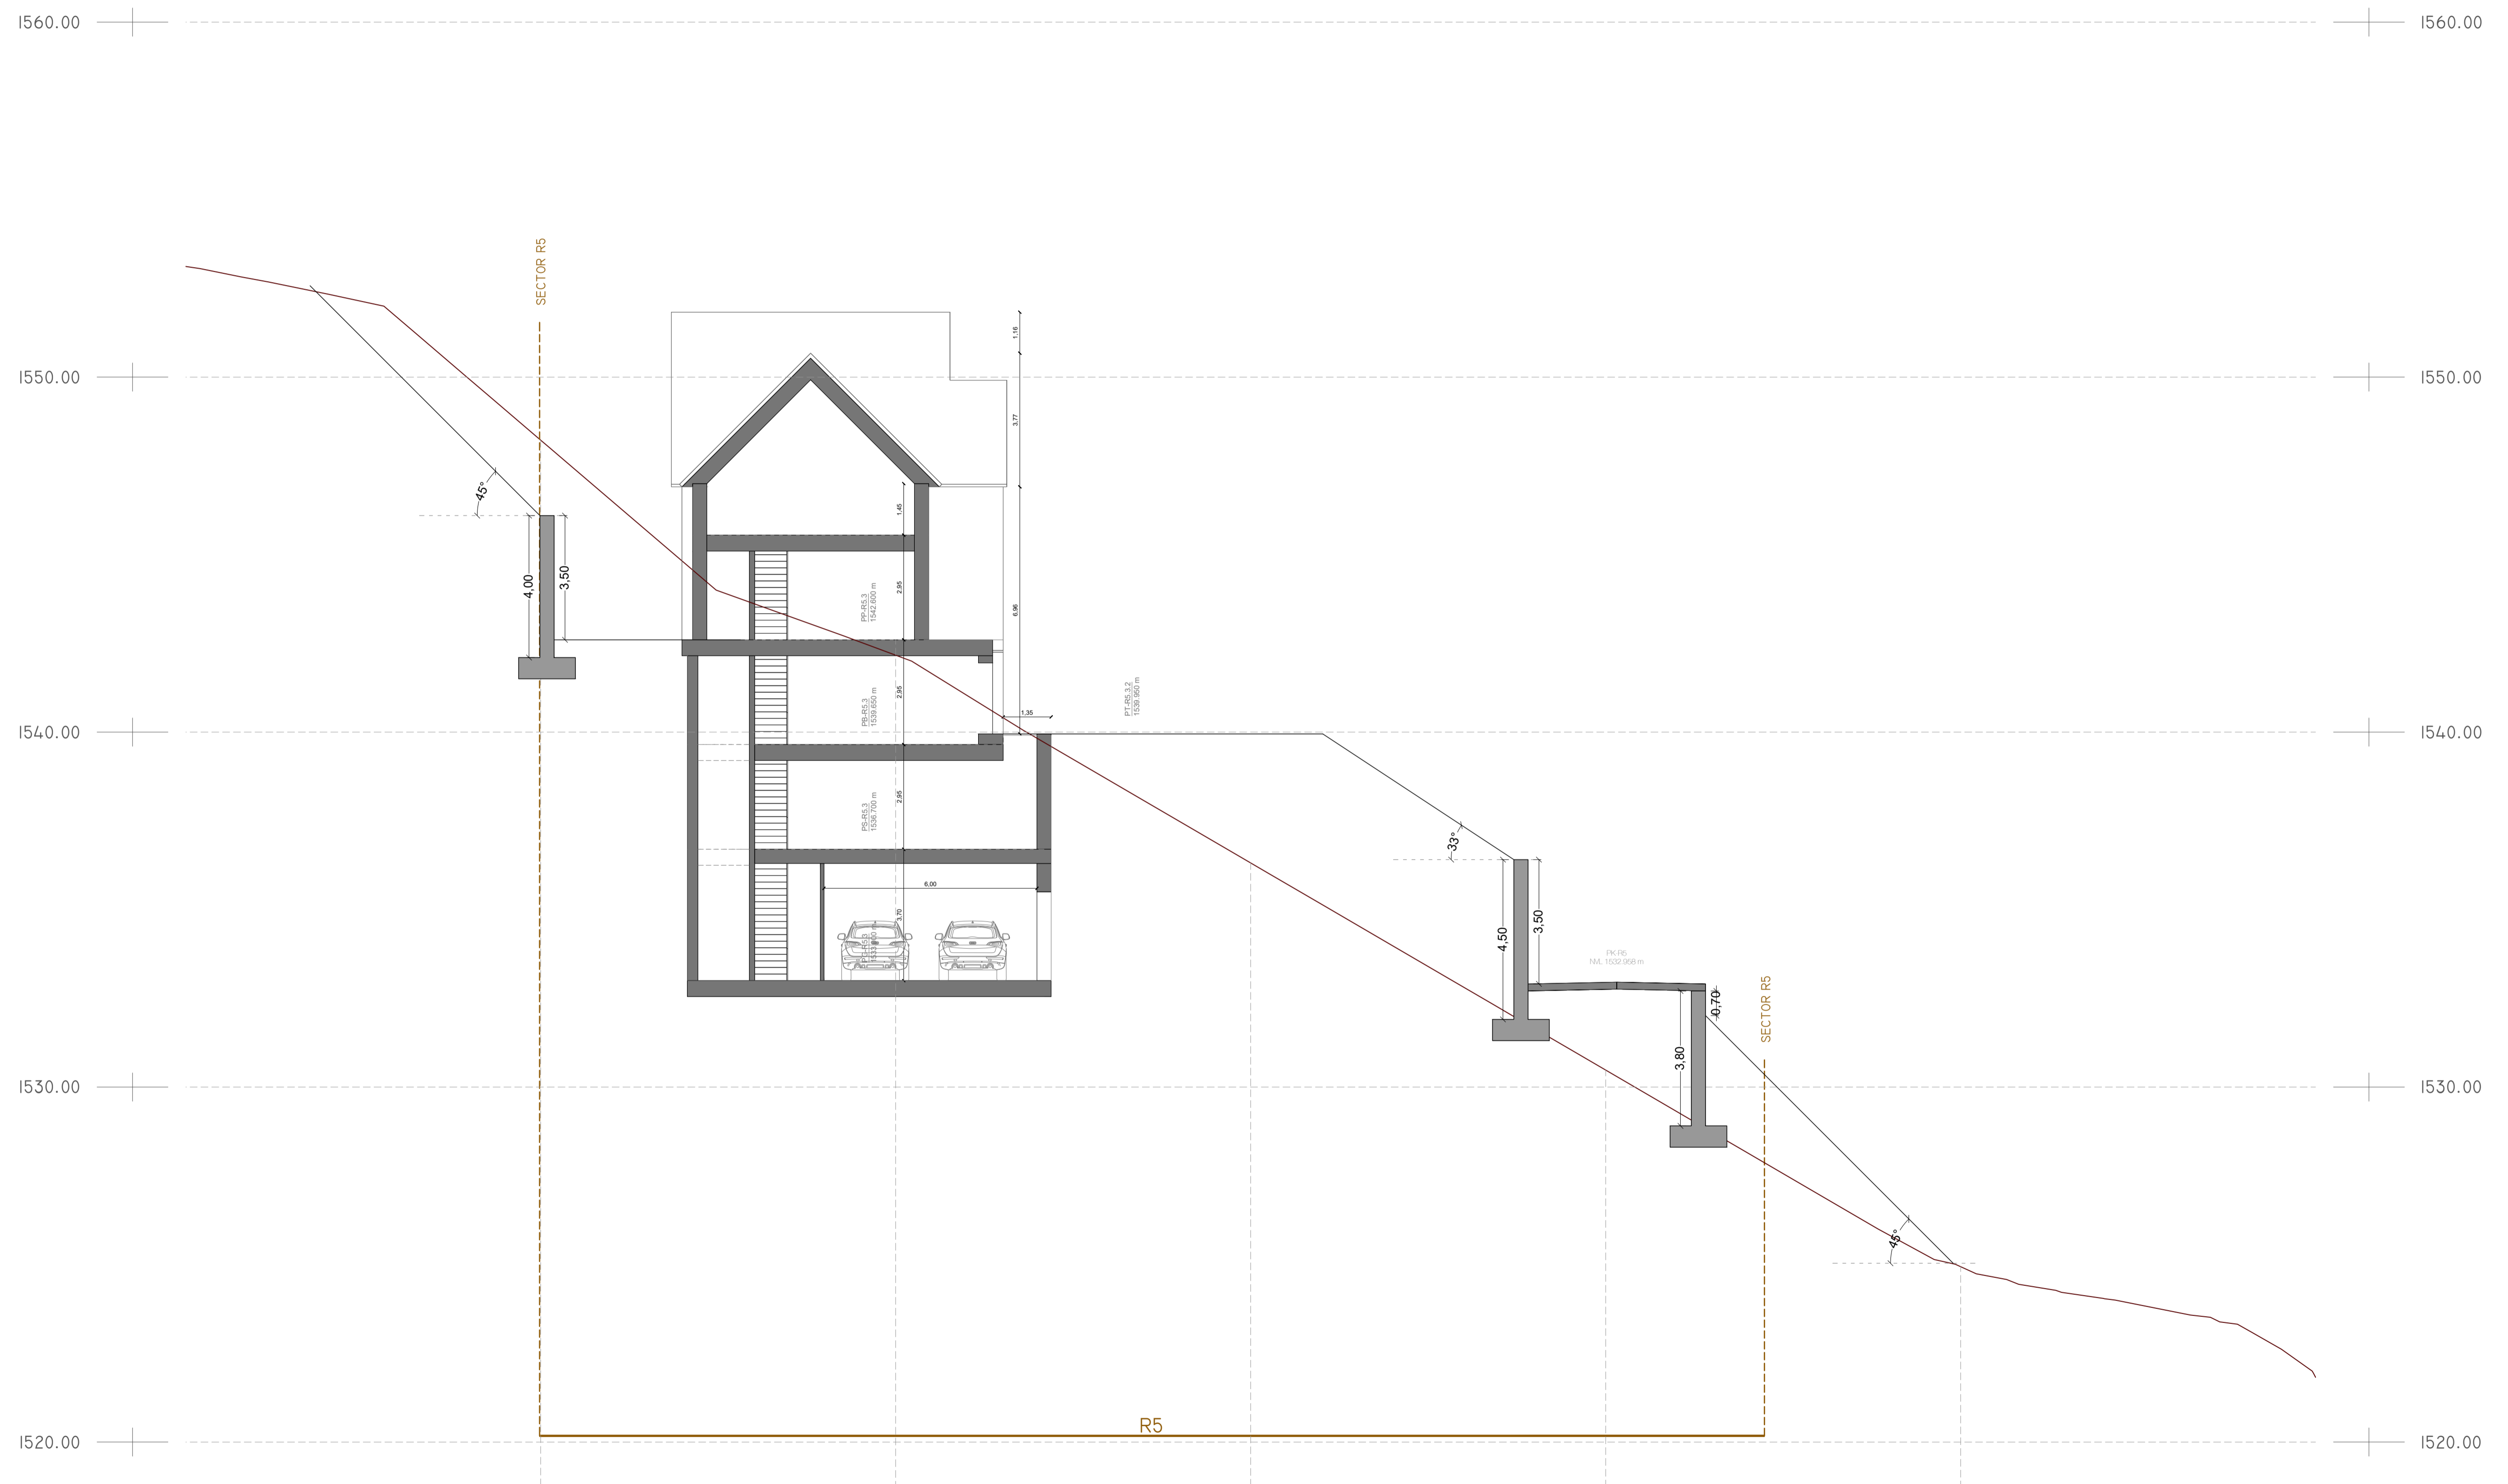 1560.00
1560.00
SECTOR R5
1,16
1550.00
1550.00
3,77
45°
1.45
4,00
3,50
PP-R5.3
1542.600 m
2,95
6,96
PB-R5.3
1539.650 m
2,95
1,35
PT-R5.3.2
1539.950 m
1540.00
1540.00
PS-R5.3
1536.700 m
2,95
33°
6,00
3,70
4,50
3,50
PK-R5
NVL 1532.958 m
0,70
SECTOR R5
3,80
1530.00
1530.00
45°
R5
1520.00
1520.00